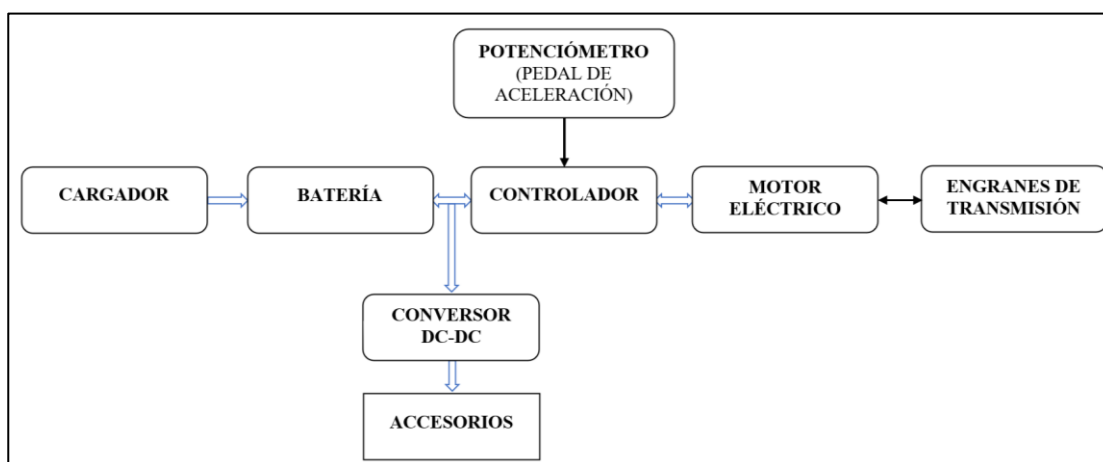 POTENCIÓMETRO
(PEDAL DE
ACELERACIÓN)
CARGADOR
BATERÍA
CONTROLADOR
MOTOR
ELÉCTRICO
ENGRANES DE
TRANSMISIÓN
CONVERSOR
DC-DC
ACCESORIOS